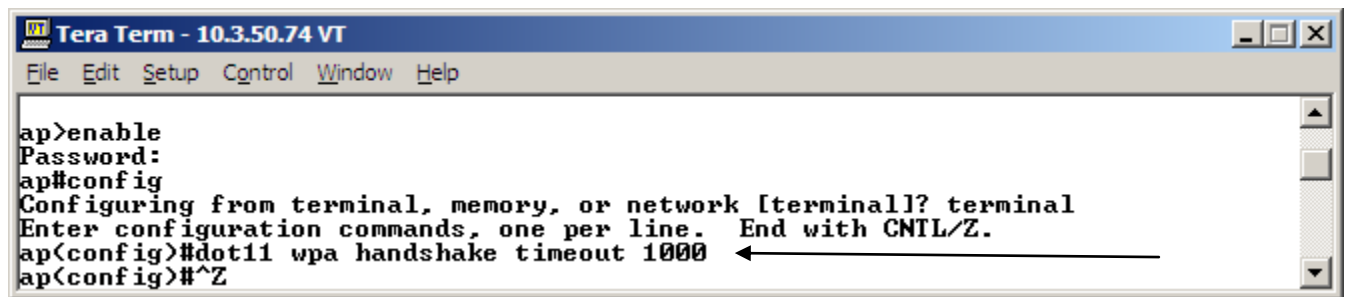 Tera Term - 10.3.50.74 VT
File Edit Setup Control Window Help
ap>enable
Password:
ap#config
Configuring from terminal, memory, or network [terminal]? terminal
Enter configuration commands, one per line.  End with CNTL/Z.
ap(config)#dot11 wpa handshake timeout 1000
ap(config)#^Z